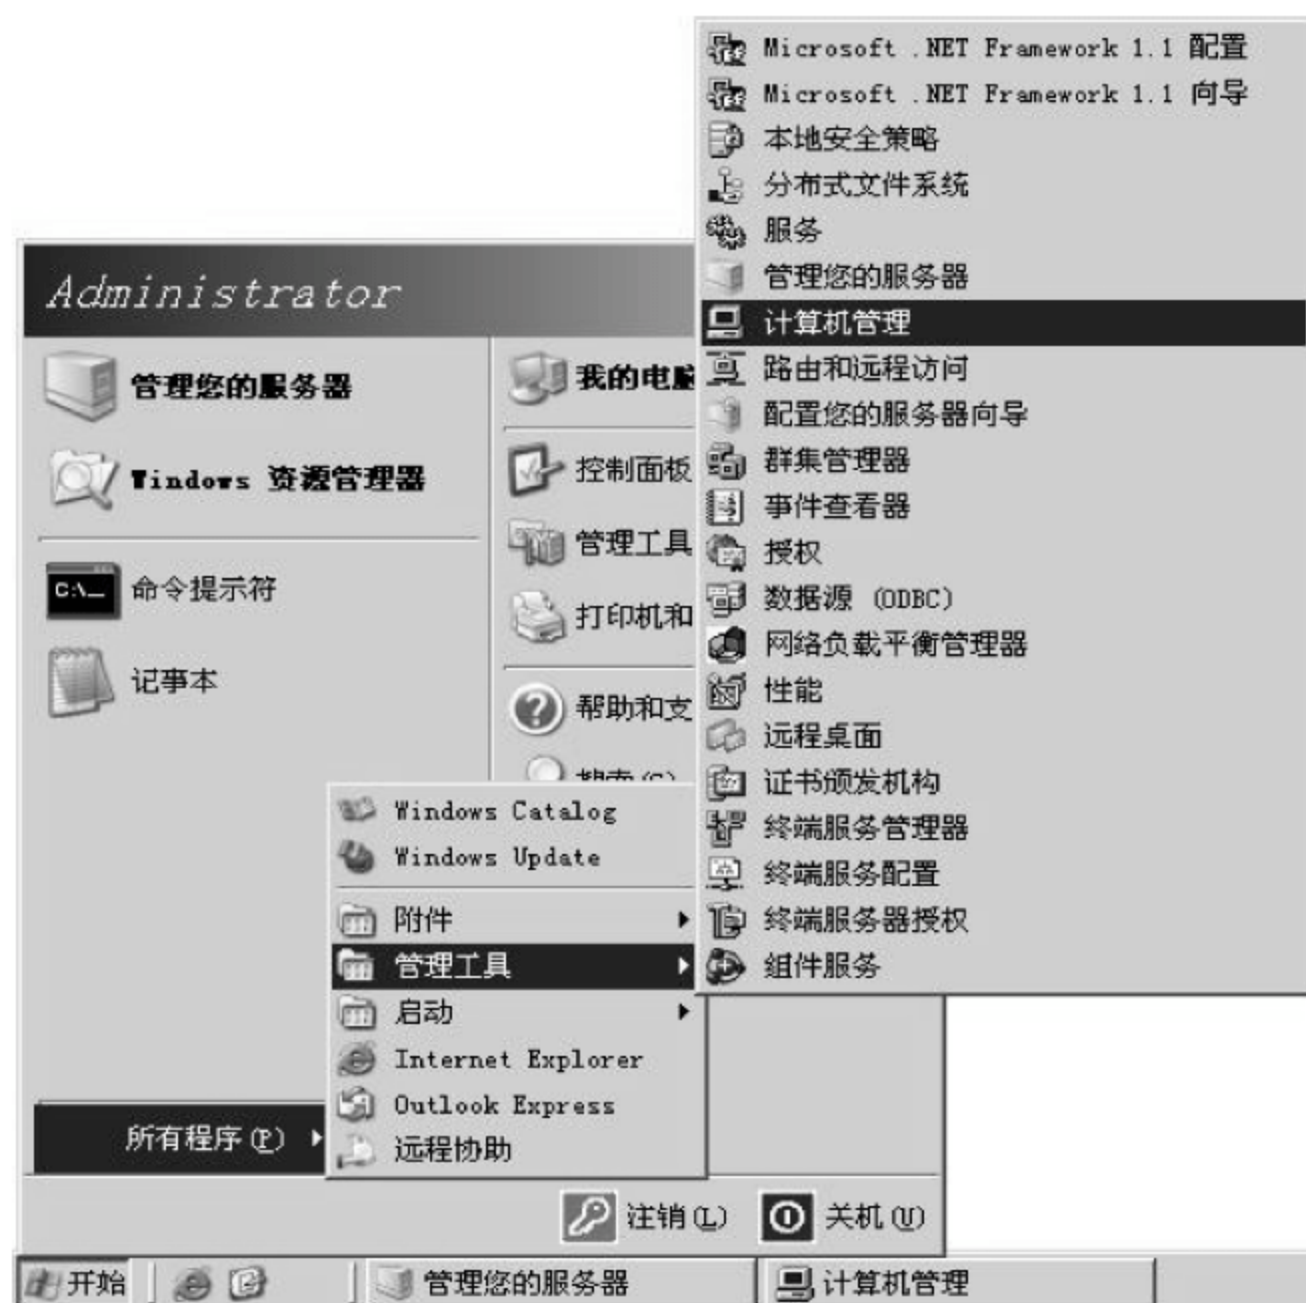 Microsoft .NET Framework 1.1 配置
Microsoft .NET Framework 1.1 向导
本地安全策略
分布式文件系统
服务
管理您的服务器
计算机管理
路由和远程访问
配置您的服务器向导
群集管理器
事件查看器
授权
数据源 (ODBC)
网络负载平衡管理器
性能
远程桌面
证书颁发机构
终端服务管理器
终端服务配置
终端服务器授权
组件服务
Administrator
管理您的服务器
Windows 资源管理器
命令提示符
C:\_
记事本
我的电脑
控制面板
管理工具
打印机和
帮助和支
搜索(S)
Windows Catalog
Windows Update
附件
管理工具
启动
Internet Explorer
Outlook Express
远程协助
所有程序(P)
注销(L)
关机(U)
开始
管理您的服务器
计算机管理